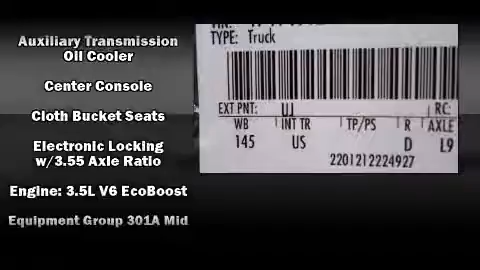 Auxiliary Transmission
Oil Cooler
Center Console
Cloth Bucket Seats
Electronic Locking
w/3.55 Axle Ratio
Engine: 3.5L V6 EcoBoost
Equipment Group 301A Mid
TYPE: Truck
EXT PNT: UJ RC:
WB INT TR TP/PS R AXLE
145 US D L9
2201212224927